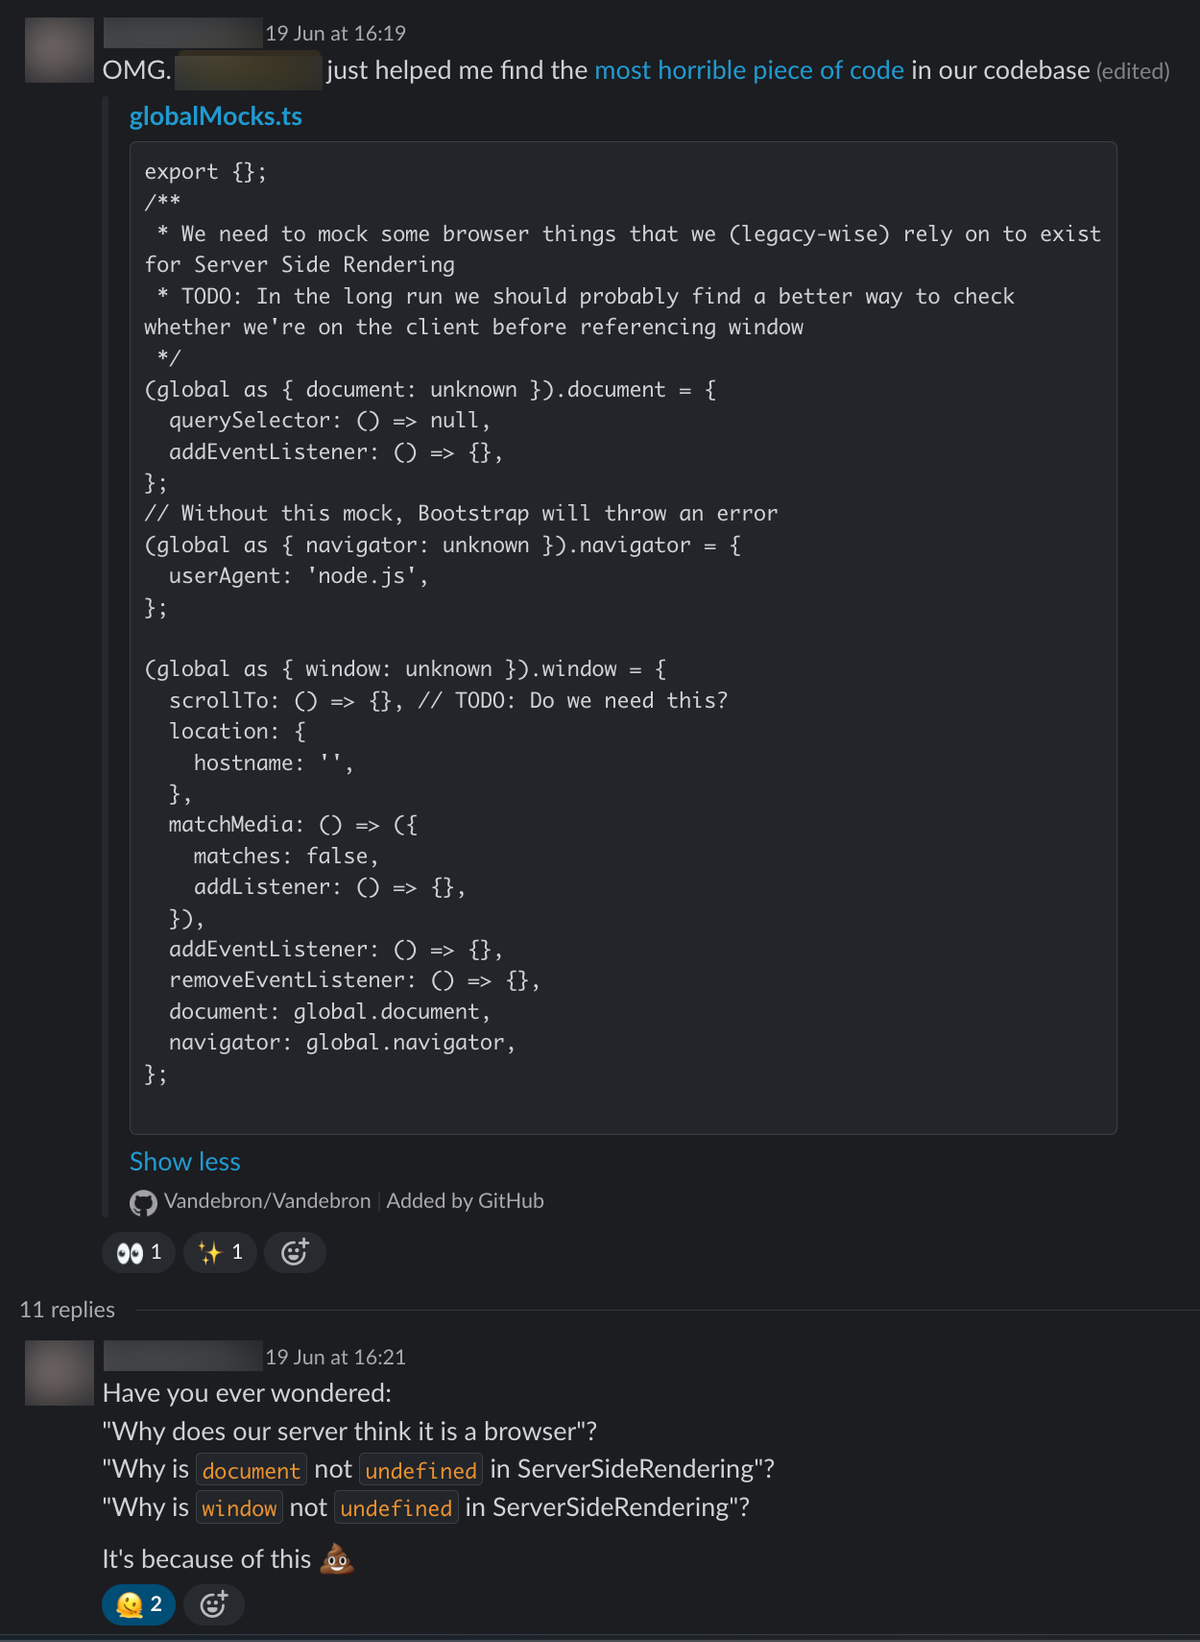 19 Jun at 16:19
OMG. just helped me find the most horrible piece of code in our codebase (edited)
globalMocks.ts
export {};
/**
 * We need to mock some browser things that we (legacy-wise) rely on to exist
for Server Side Rendering
 * TODO: In the long run we should probably find a better way to check
whether we're on the client before referencing window
 */
(global as { document: unknown }).document = {
  querySelector: () => null,
  addEventListener: () => {},
};
// Without this mock, Bootstrap will throw an error
(global as { navigator: unknown }).navigator = {
  userAgent: 'node.js',
};

(global as { window: unknown }).window = {
  scrollTo: () => {}, // TODO: Do we need this?
  location: {
    hostname: '',
  },
  matchMedia: () => ({
    matches: false,
    addListener: () => {},
  }),
  addEventListener: () => {},
  removeEventListener: () => {},
  document: global.document,
  navigator: global.navigator,
};
Show less
Vandebron/Vandebron | Added by GitHub
1 1
11 replies
19 Jun at 16:21
Have you ever wondered:
"Why does our server think it is a browser"?
"Why is document not undefined in ServerSideRendering"?
"Why is window not undefined in ServerSideRendering"?
It's because of this 💩
2